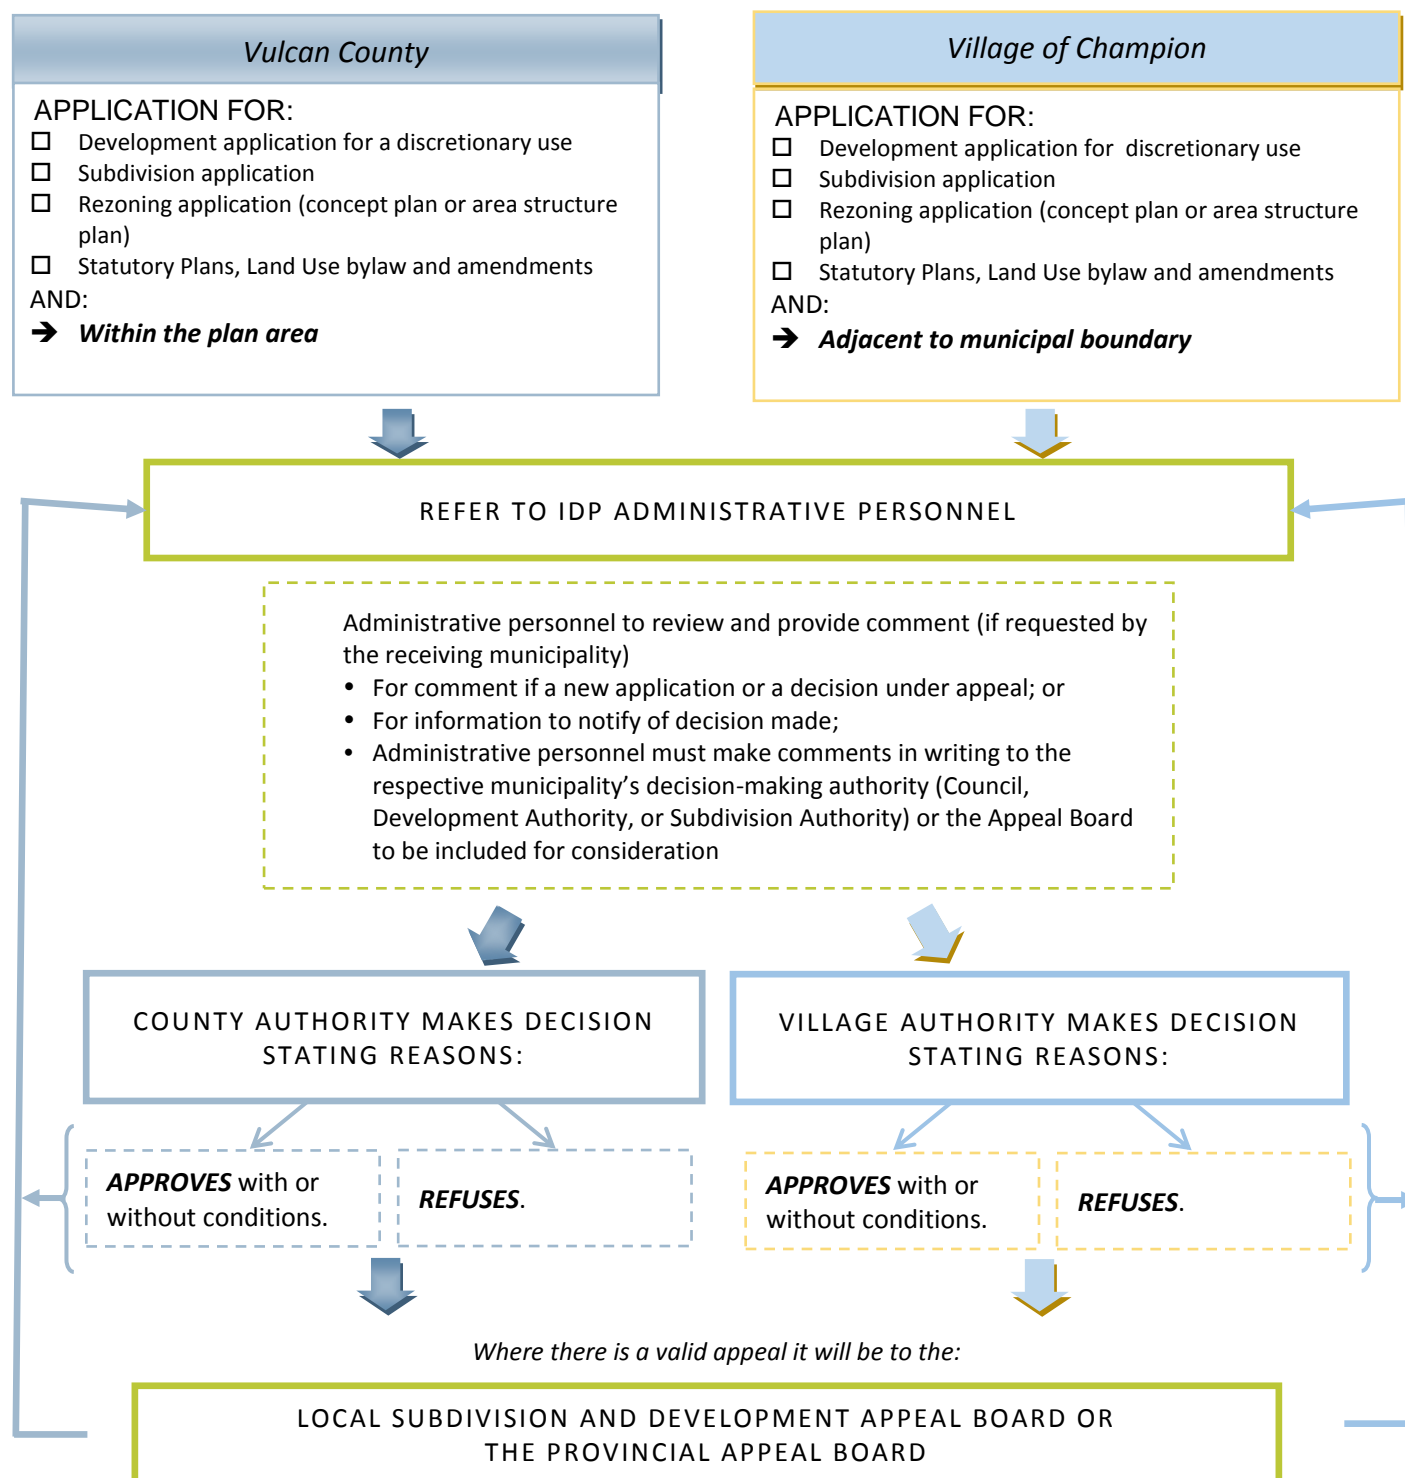 Vulcan County
APPLICATION FOR:
☐ Development application for a discretionary use
☐ Subdivision application
☐ Rezoning application (concept plan or area structure
plan)
☐ Statutory Plans, Land Use bylaw and amendments
AND:
➔ Within the plan area
Village of Champion
APPLICATION FOR:
☐ Development application for discretionary use
☐ Subdivision application
☐ Rezoning application (concept plan or area structure
plan)
☐ Statutory Plans, Land Use bylaw and amendments
AND:
➔ Adjacent to municipal boundary
REFER TO IDP ADMINISTRATIVE PERSONNEL
Administrative personnel to review and provide comment (if requested by
the receiving municipality)
• For comment if a new application or a decision under appeal; or
• For information to notify of decision made;
• Administrative personnel must make comments in writing to the
respective municipality’s decision-making authority (Council,
Development Authority, or Subdivision Authority) or the Appeal Board
to be included for consideration
COUNTY AUTHORITY MAKES DECISION
STATING REASONS:
APPROVES with or
without conditions.
REFUSES.
VILLAGE AUTHORITY MAKES DECISION
STATING REASONS:
APPROVES with or
without conditions.
REFUSES.
Where there is a valid appeal it will be to the:
LOCAL SUBDIVISION AND DEVELOPMENT APPEAL BOARD OR
THE PROVINCIAL APPEAL BOARD